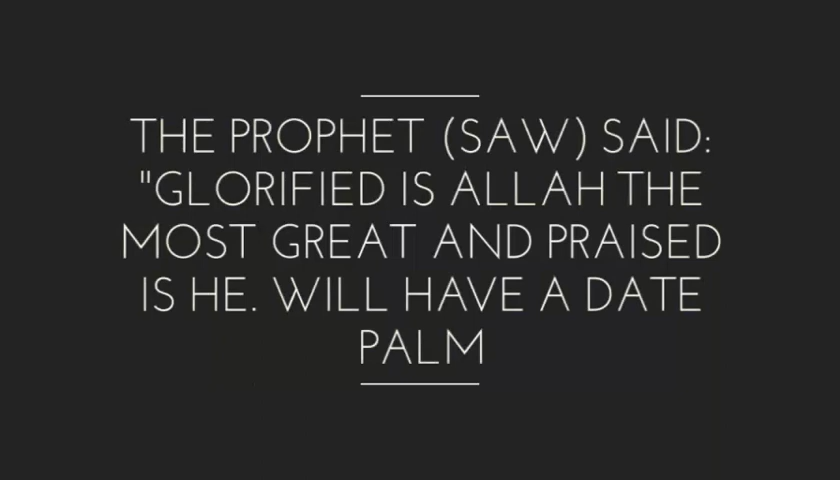 THE PROPHET (SAW) SAID:
"GLORIFIED IS ALLAH THE
MOST GREAT AND PRAISED
IS HE. WILL HAVE A DATE
PALM